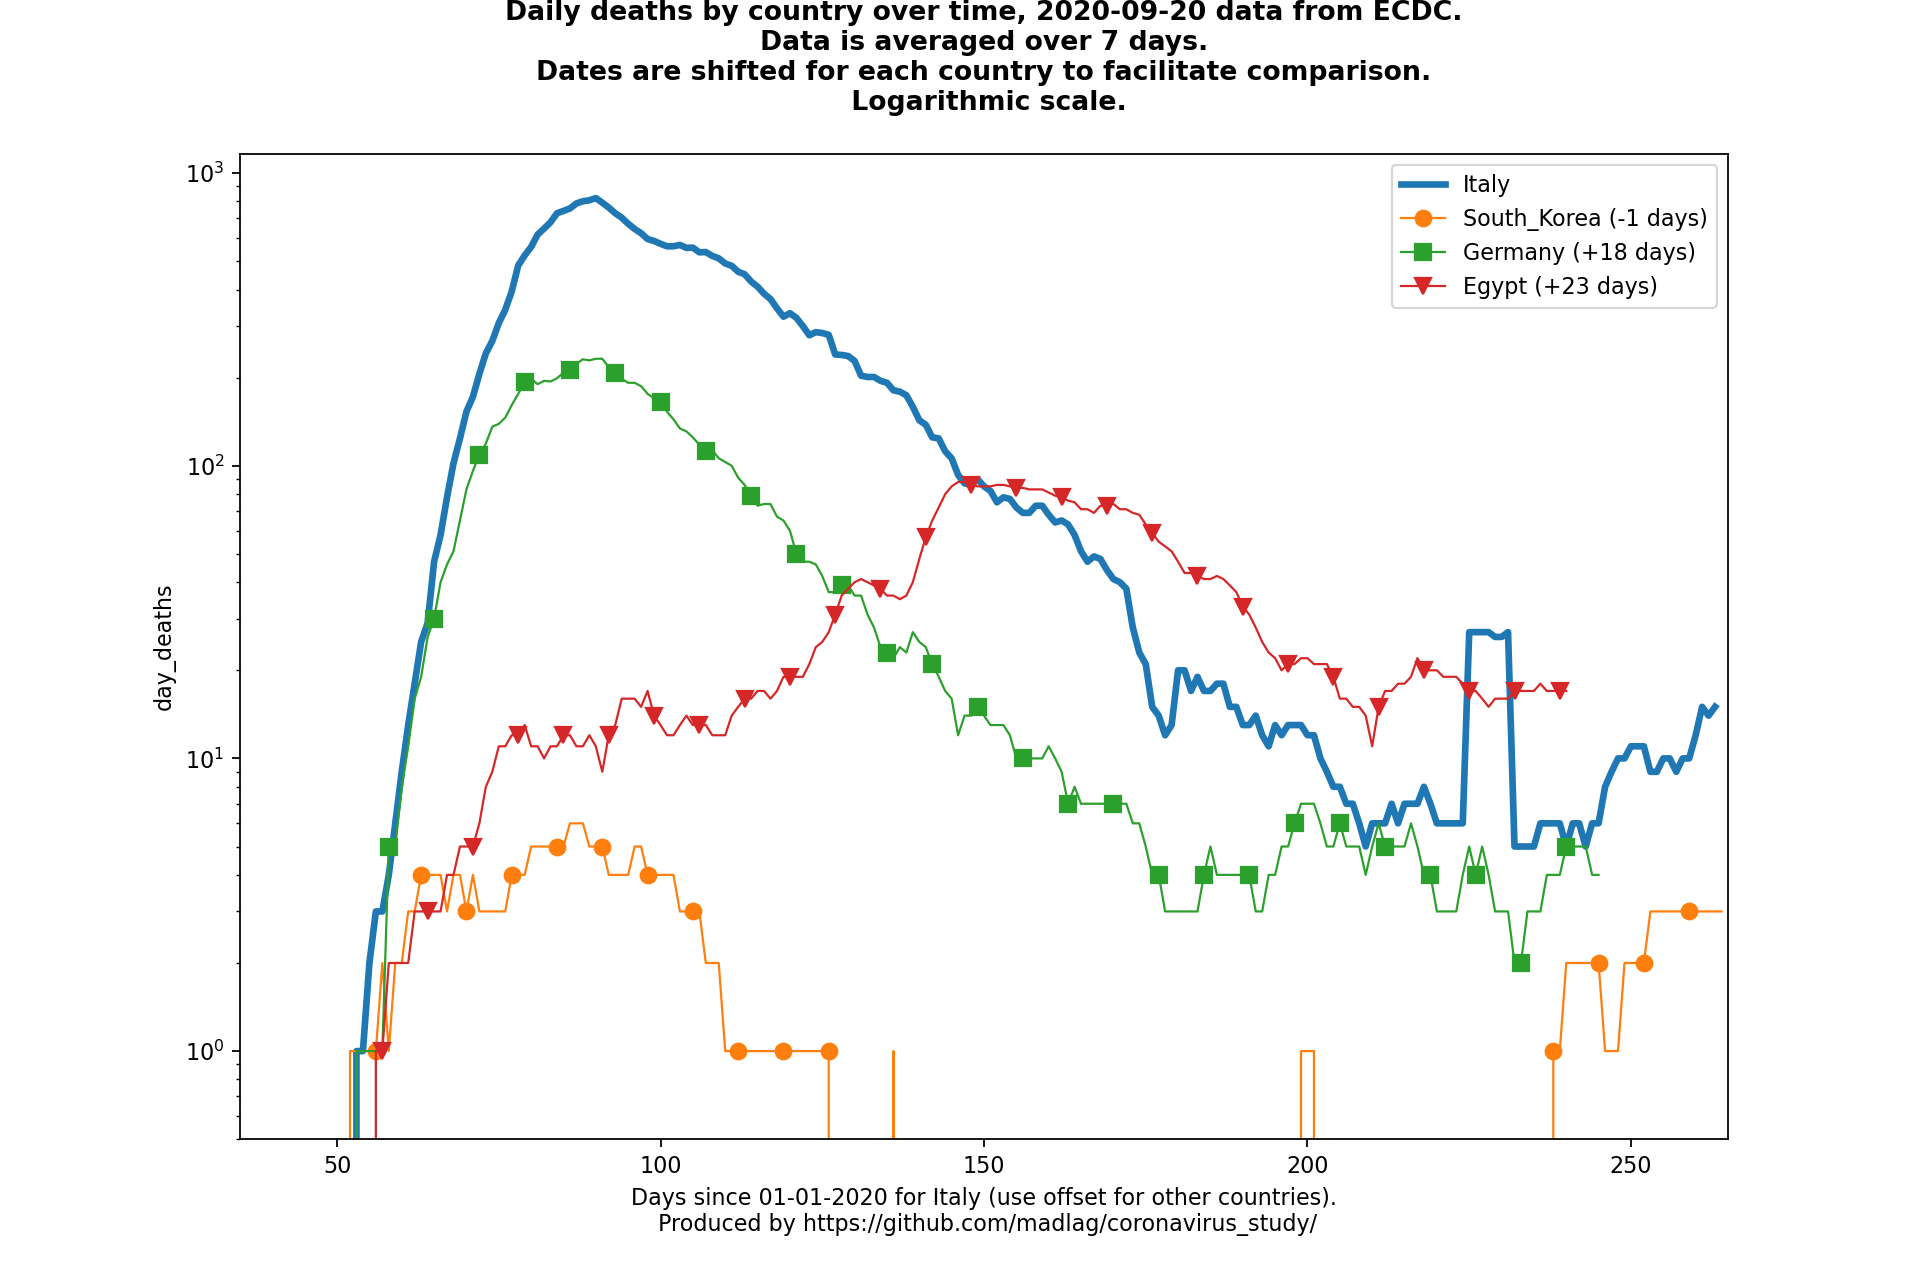 Daily deaths by country over time, 2020-09-20 data from ECDC.
Data is averaged over 7 days.
Dates are shifted for each country to facilitate comparison.
Logarithmic scale.
10³
10²
10¹
10⁰
day_deaths
Italy
South_Korea (-1 days)
Germany (+18 days)
Egypt (+23 days)
50
100
150
200
250
Days since 01-01-2020 for Italy (use offset for other countries).
Produced by https://github.com/madlag/coronavirus_study/